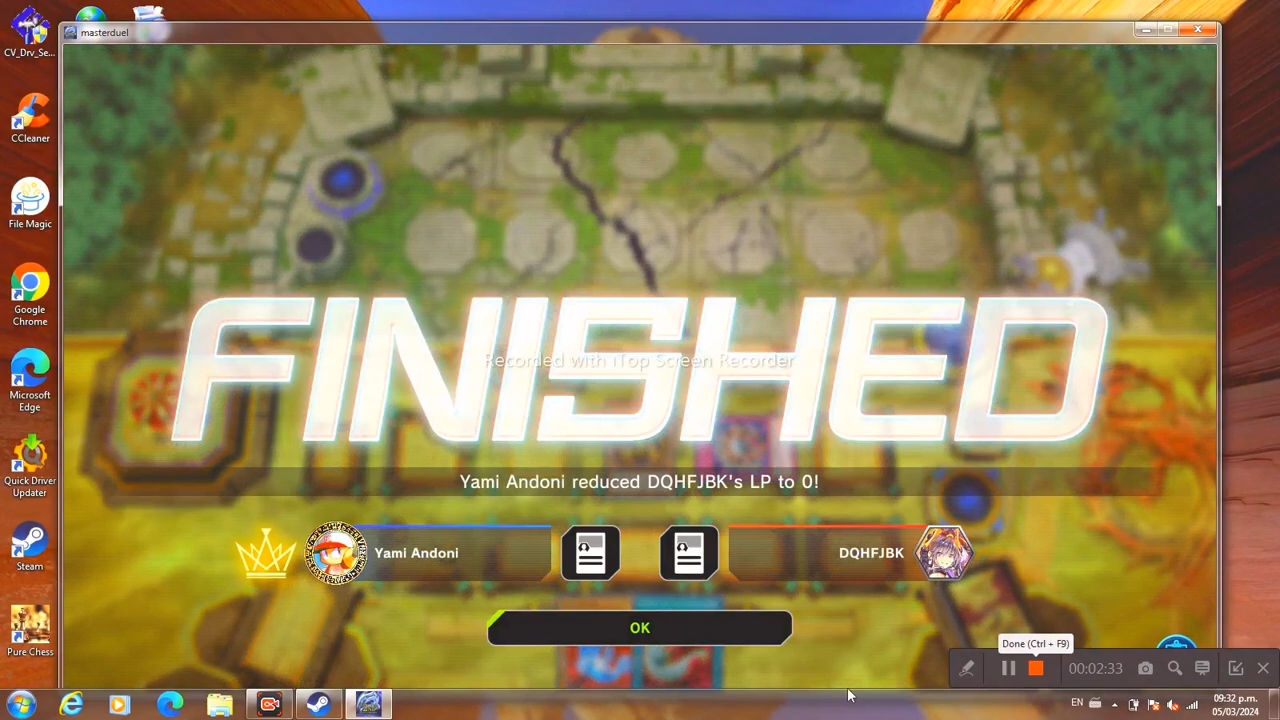 CV_Drv_Se...
masterduel
CCleaner
File Magic
Google
Chrome
Microsoft
Edge
Quick Driver
Updater
Steam
Pure Chess
FINISHED
Recorded with iTop Screen Recorder
Yami Andoni reduced DQHFJBK's LP to 0!
Yami Andoni
DQHFJBK
OK
Done (Ctrl + F9)
00:02:33
EN
09:32 p.m.
05/03/2024